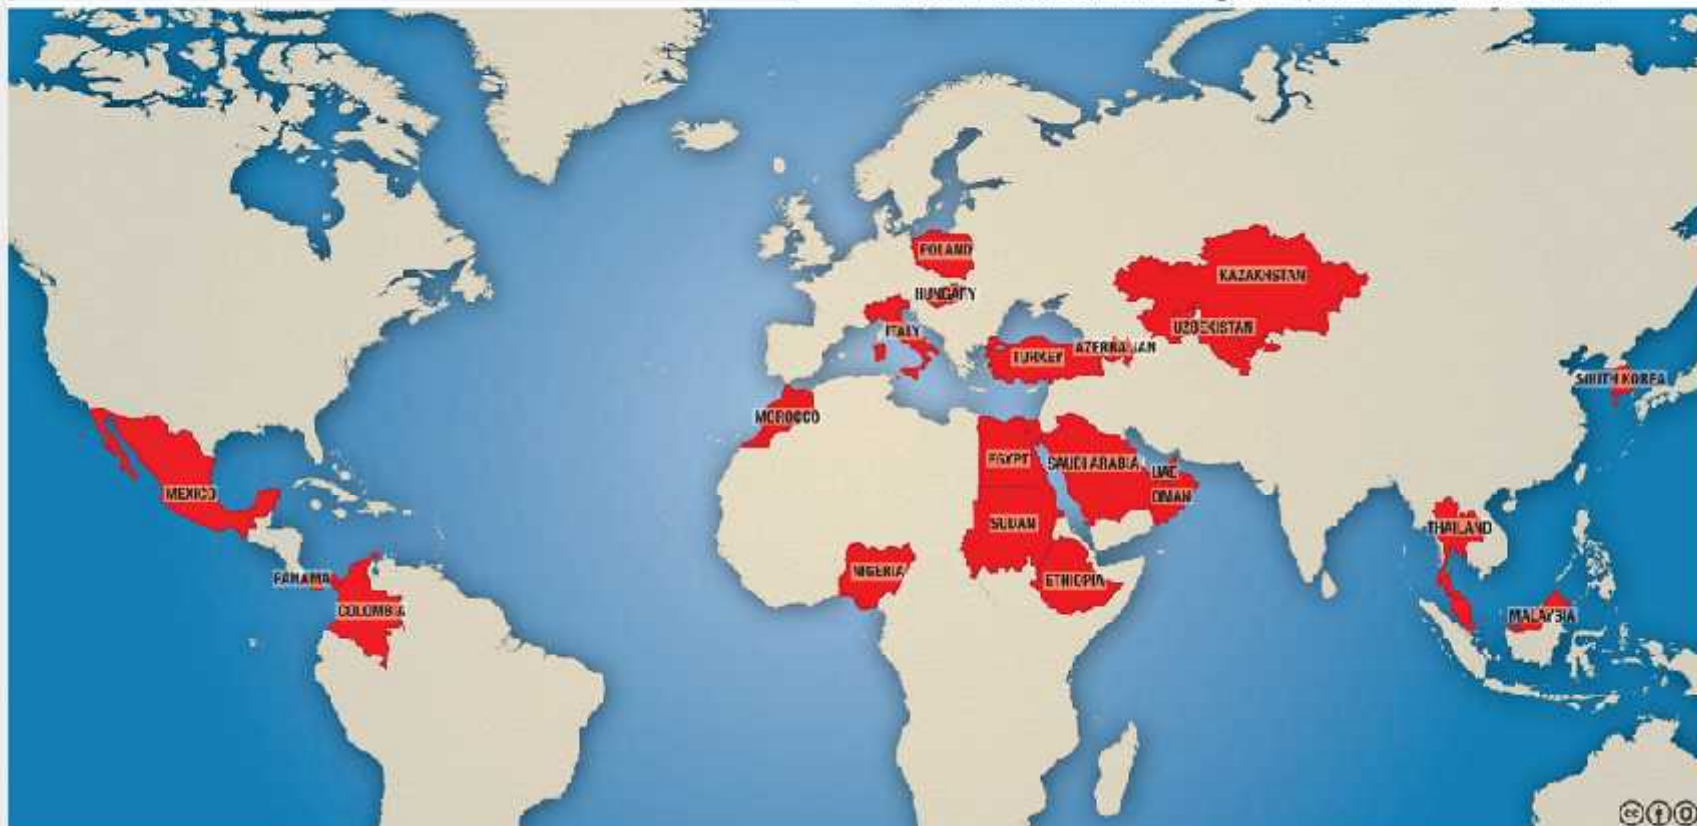 POLAND
KAZAKHSTAN
HUNGARY
UZBEKISTAN
ITALY
AZERBAIJAN
TURKEY
SOUTH KOREA
MOROCCO
EGYPT
SAUDI ARABIA
UAE
MEXICO
OMAN
SUDAN
THAILAND
NIGERIA
PANAMA
ETHIOPIA
COLOMBIA
MALAYSIA
cc